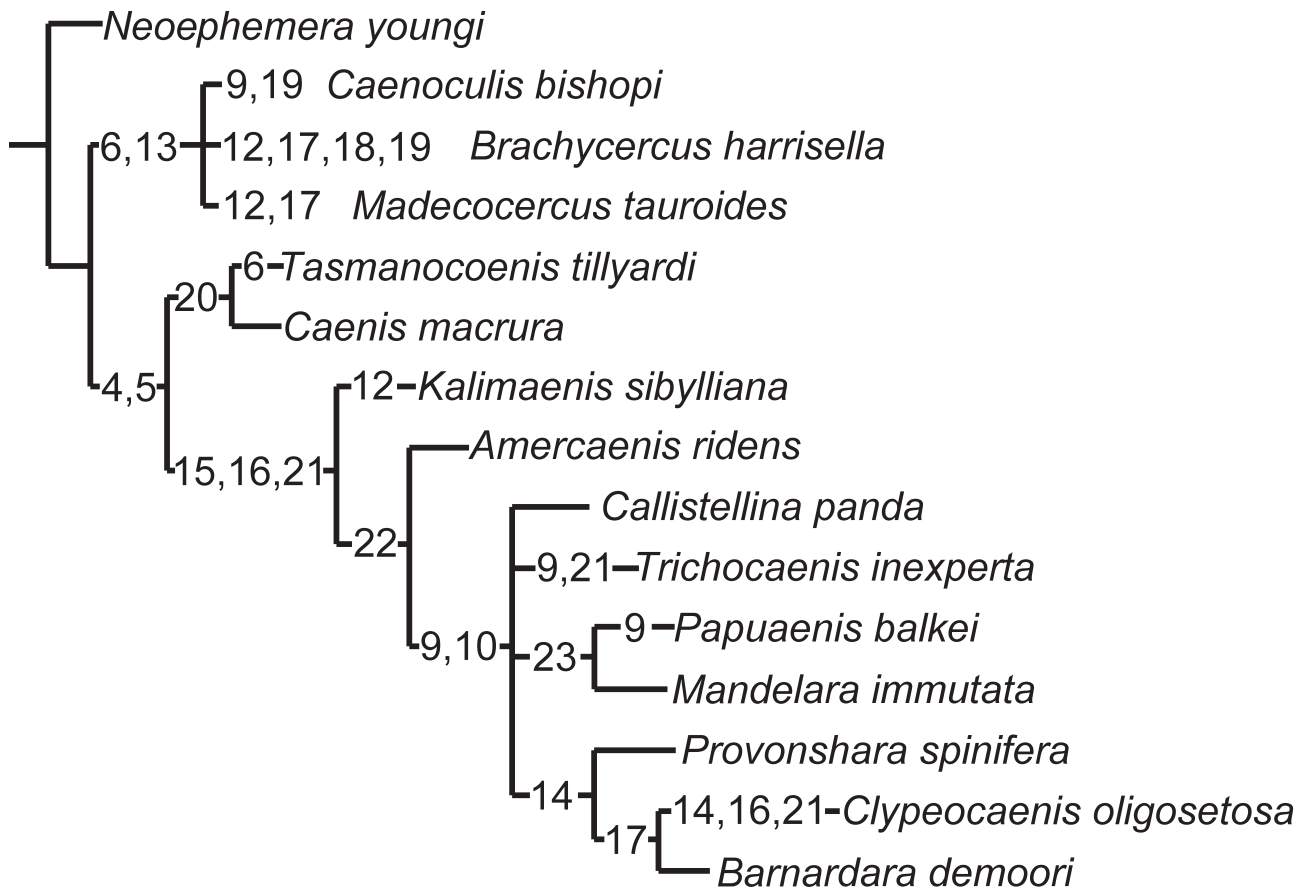 Neoephemera youngi
9,19 Caenoculis bishopi
6,13
12,17,18,19 Brachycercus harrisella
12,17 Madecocercus tauroides
6 Tasmanocoenis tillyardi
20
Caenis macrura
4,5
12 Kalimaenis sibylliana
Amercaenis ridens
15,16,21
Callistellina panda
22
9,21 Trichocaenis inexperta
9 Papuaenis balkei
9,10
23
Mandelara immutata
Provonshara spinifera
14
14,16,21 Clypeocaenis oligosetosa
17
Barnardara demoori